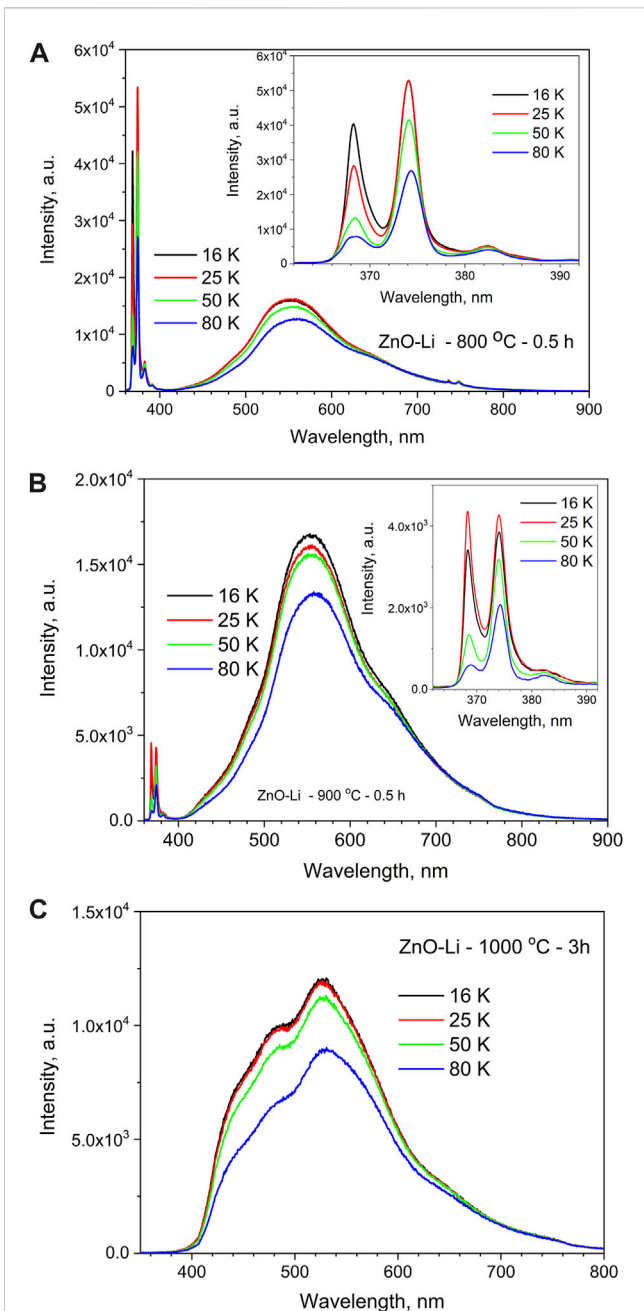 A
6x10⁴
5x10⁴
4x10⁴
3x10⁴
2x10⁴
1x10⁴
0
Intensity, a.u.
400 500 600 700 800 900
Wavelength, nm
16 K
25 K
50 K
80 K
ZnO-Li - 800 ᴼC - 0.5 h
6x10⁴
5x10⁴
4x10⁴
3x10⁴
2x10⁴
1x10⁴
0
Intensity, a.u.
370 380 390
Wavelength, nm
16 K
25 K
50 K
80 K
B
2.0x10⁴
1.5x10⁴
1.0x10⁴
5.0x10³
0.0
Intensity, a.u.
400 500 600 700 800 900
Wavelength, nm
16 K
25 K
50 K
80 K
ZnO-Li - 900 °C - 0.5 h
4.0x10³
2.0x10³
0.0
Intensity, a.u.
370 380 390
Wavelength, nm
16 K
25 K
50 K
80 K
C
1.5x10⁴
1.0x10⁴
5.0x10³
0.0
Intensity, a.u.
400 500 600 700 800
Wavelength, nm
ZnO-Li - 1000 °C - 3h
16 K
25 K
50 K
80 K